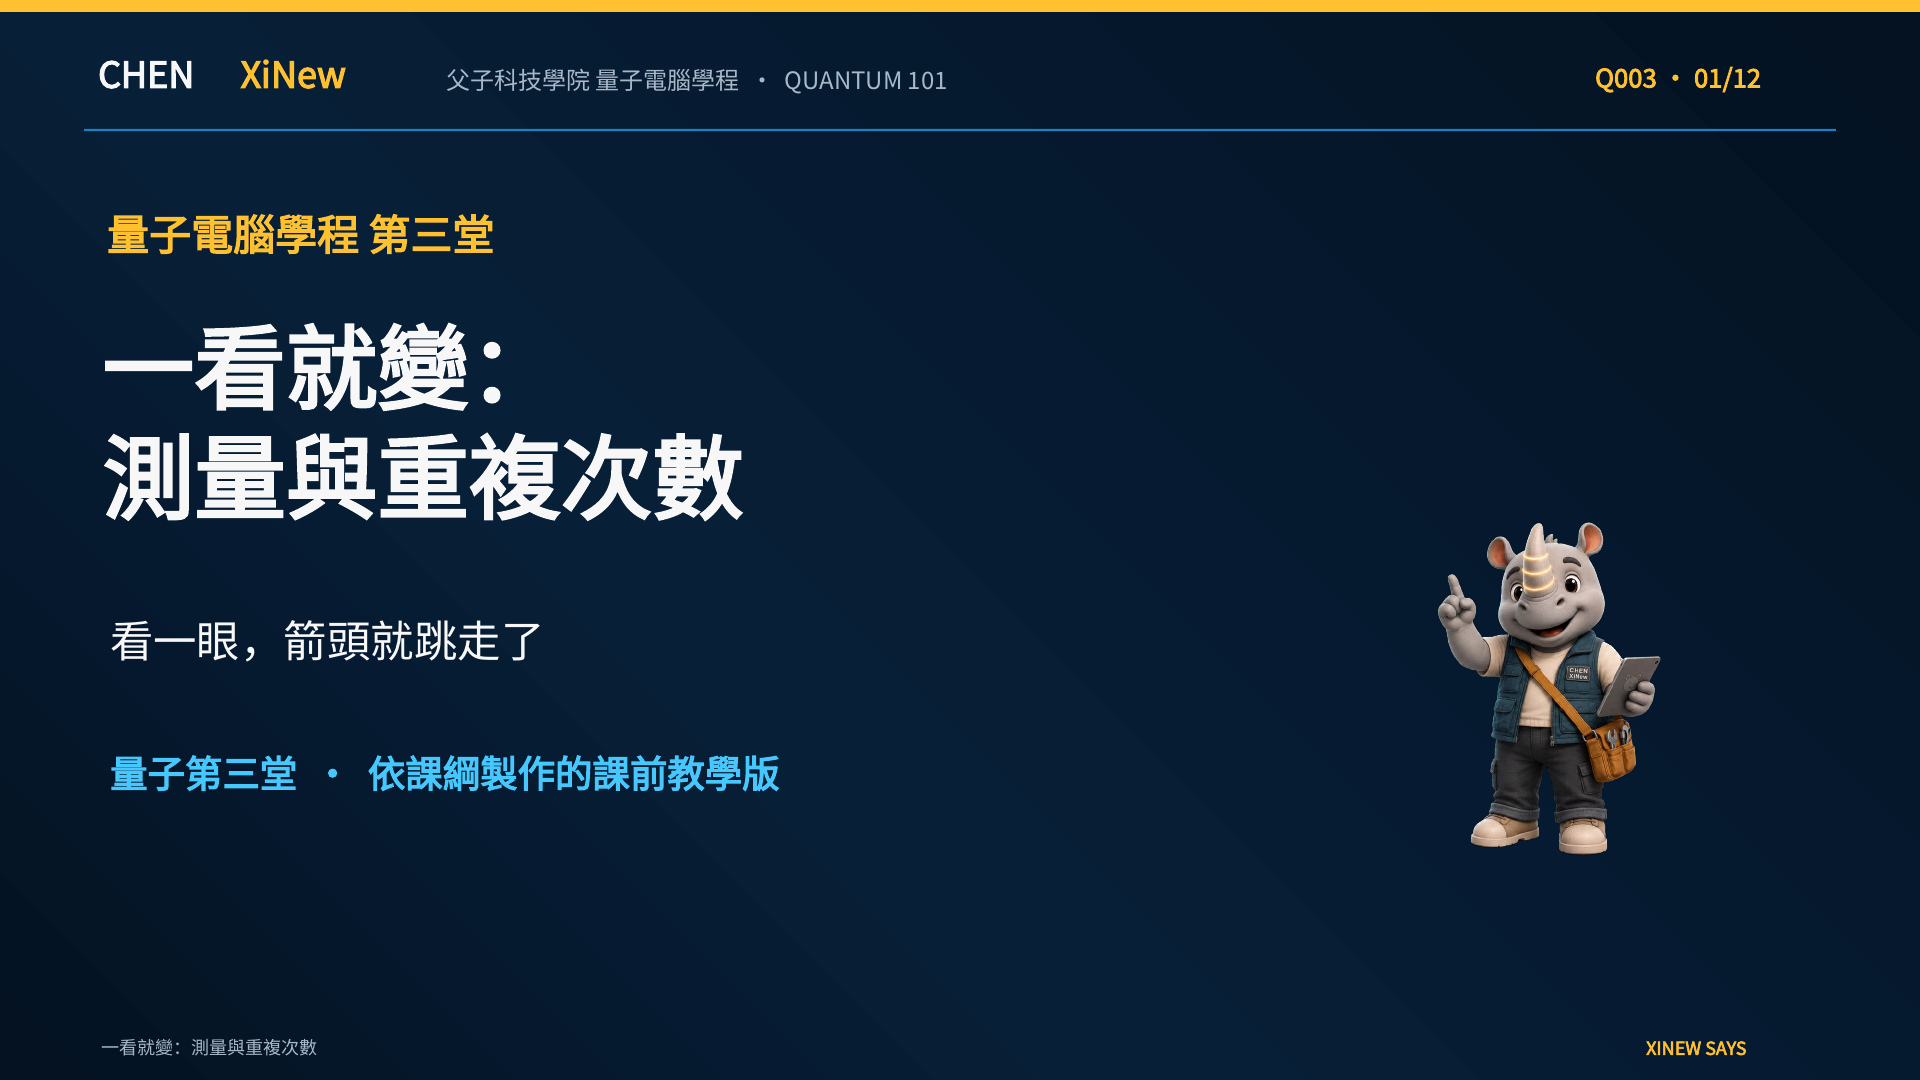 CHEN XiNew 父子科技學院 量子電腦學程 • QUANTUM 101 Q003 • 01/12
量子電腦學程 第三堂
一看就變：
測量與重複次數
看一眼，箭頭就跳走了
量子第三堂 • 依課綱製作的課前教學版
CHEN
XiNew
一看就變：測量與重複次數 XINEW SAYS